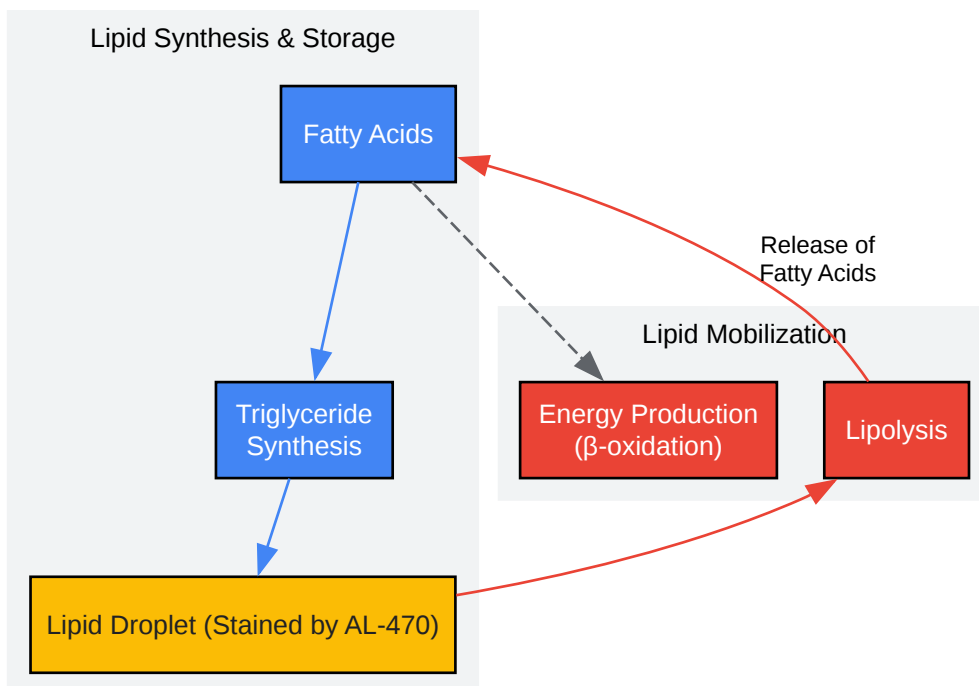 Lipid Synthesis & Storage
Fatty Acids
Release of
Fatty Acids
Lipid Mobilization
Triglyceride
Synthesis
Energy Production
(β-oxidation)
Lipolysis
Lipid Droplet (Stained by AL-470)